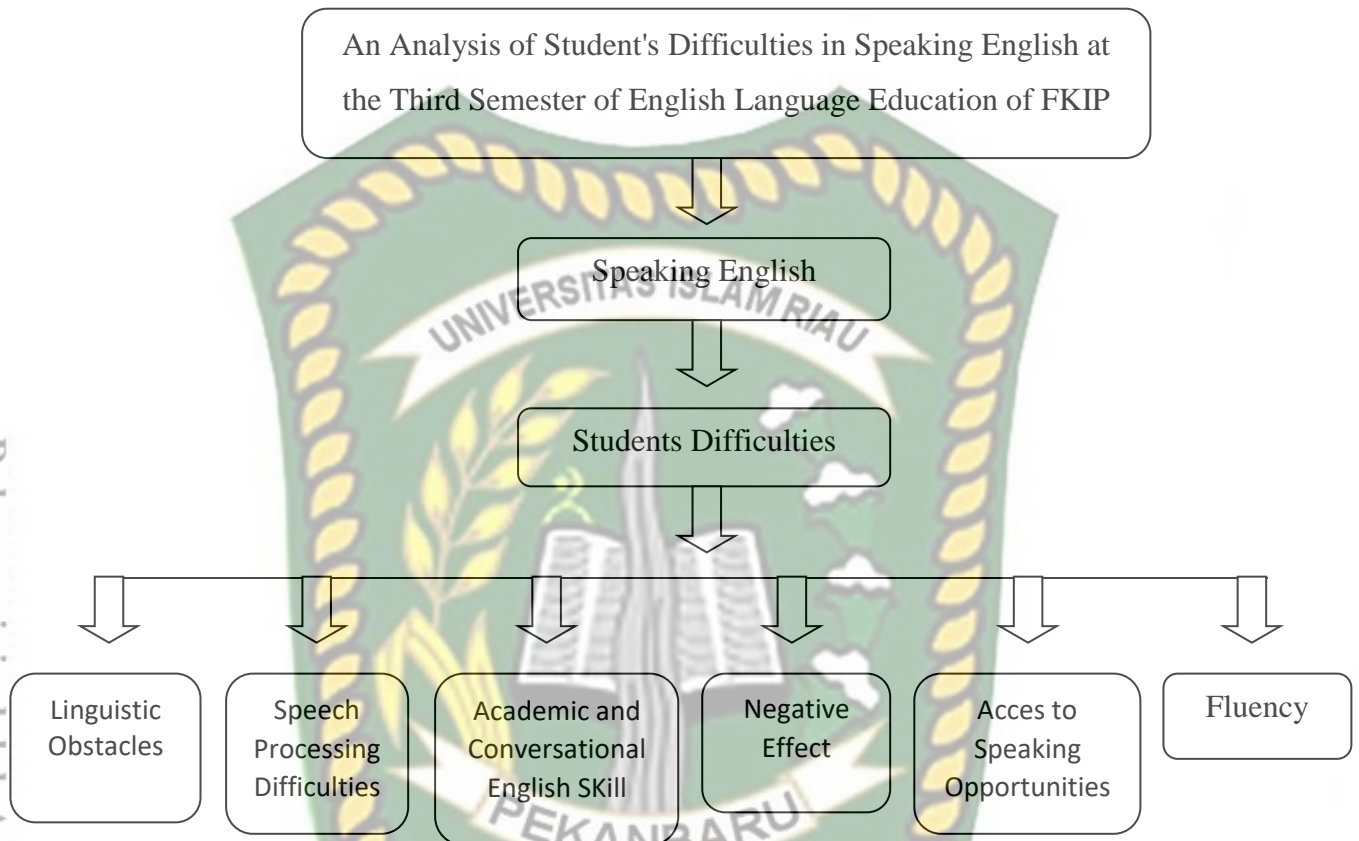 An Analysis of Student's Difficulties in Speaking English at
the Third Semester of English Language Education of FKIP
Speaking English
UNIVERSITAS ISLAM RIAU
Students Difficulties
Linguistic
Obstacles
Speech
Processing
Difficulties
Academic and
Conversational
English SKill
Negative
Effect
Acces to
Speaking
Opportunities
Fluency
PEKANBARU